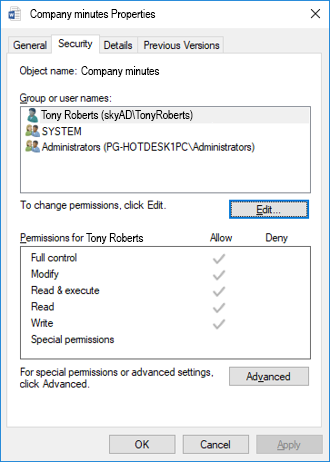 Company minutes Properties
General Security Details Previous Versions
Object name: Company minutes
Group or user names:
Tony Roberts (skyAD\TonyRoberts)
SYSTEM
Administrators (PG-HOTDESK1PC\Administrators)
To change permissions, click Edit. Edit...
Permissions for Tony Roberts Allow Deny
Full control
Modify
Read & execute
Read
Write
Special permissions
For special permissions or advanced settings,
click Advanced. Advanced
OK Cancel Apply